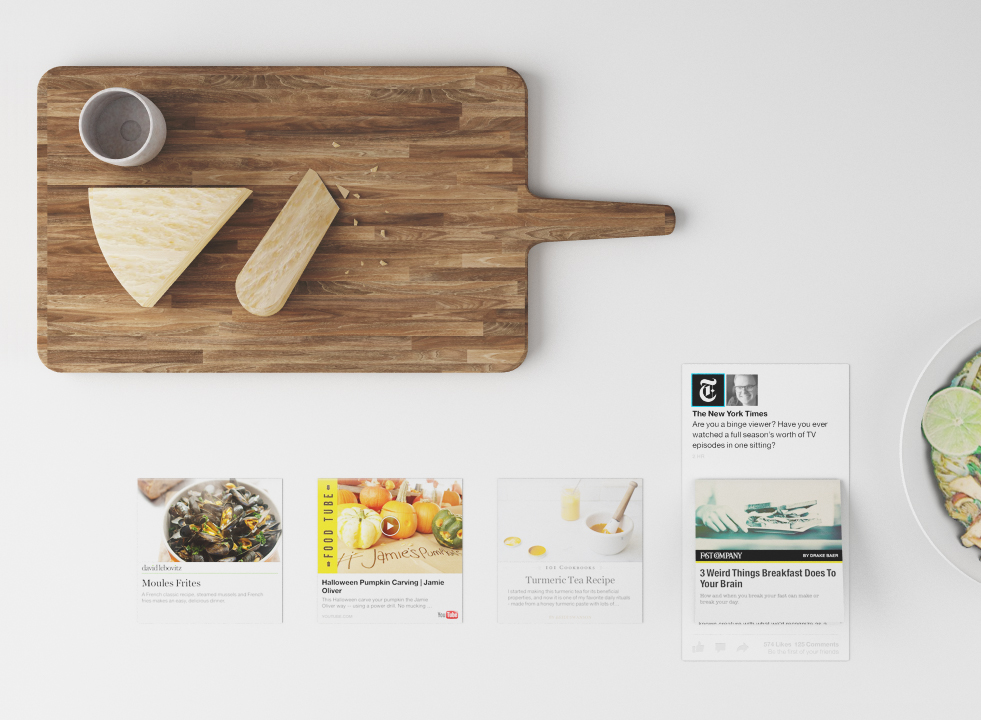 T
The New York Times
Are you a binge viewer? Have you ever
watched a full season's worth of TV
episodes in one sitting?
davidlebovitz
Moules Frites
A French classic recipe: steamed mussels and french
fries makes an easy, delicious dinner.
FOOD TUBE
Jamie's Pumpkins
Halloween Pumpkin Carving | Jamie
Oliver
This Halloween carve your pumpkin the Jamie
Oliver way – using a power drill. No mucking ...
YOUTUBE.COM
YouTube
101 COOKBOOKS
Turmeric Tea Recipe
I started making this turmeric tea for its beneficial
properties, and now it is one of my favorite daily rituals
- made from a honey turmeric paste with lots of...
FAST COMPANY
BY DRAKE BAER
3 Weird Things Breakfast Does To
Your Brain
How and when you break your fast can make or
break your day.
Likes
Comments